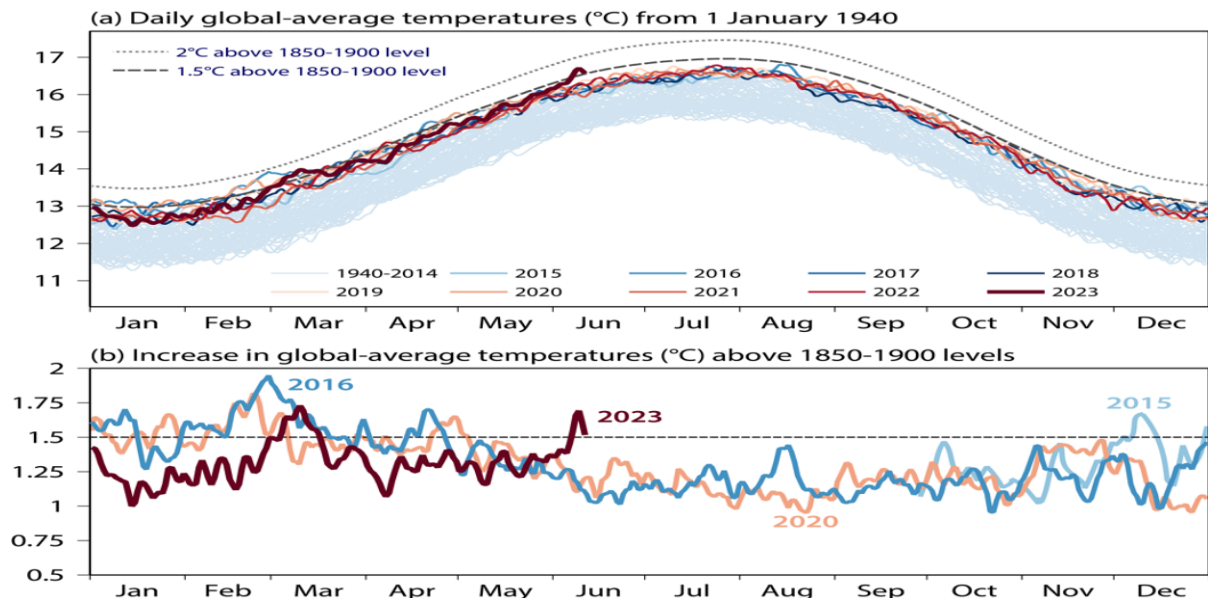 (a) Daily global-average temperatures (°C) from 1 January 1940
2°C above 1850-1900 level
1.5°C above 1850-1900 level
17
16
15
14
13
12
11
1940-2014 2015 2016 2017 2018
2019 2020 2021 2022 2023
Jan Feb Mar Apr May Jun Jul Aug Sep Oct Nov Dec
(b) Increase in global-average temperatures (°C) above 1850-1900 levels
2
2016
2015
1.75
2023
1.5
1.25
1
2020
0.75
0.5
Jan Feb Mar Apr May Jun Jul Aug Sep Oct Nov Dec